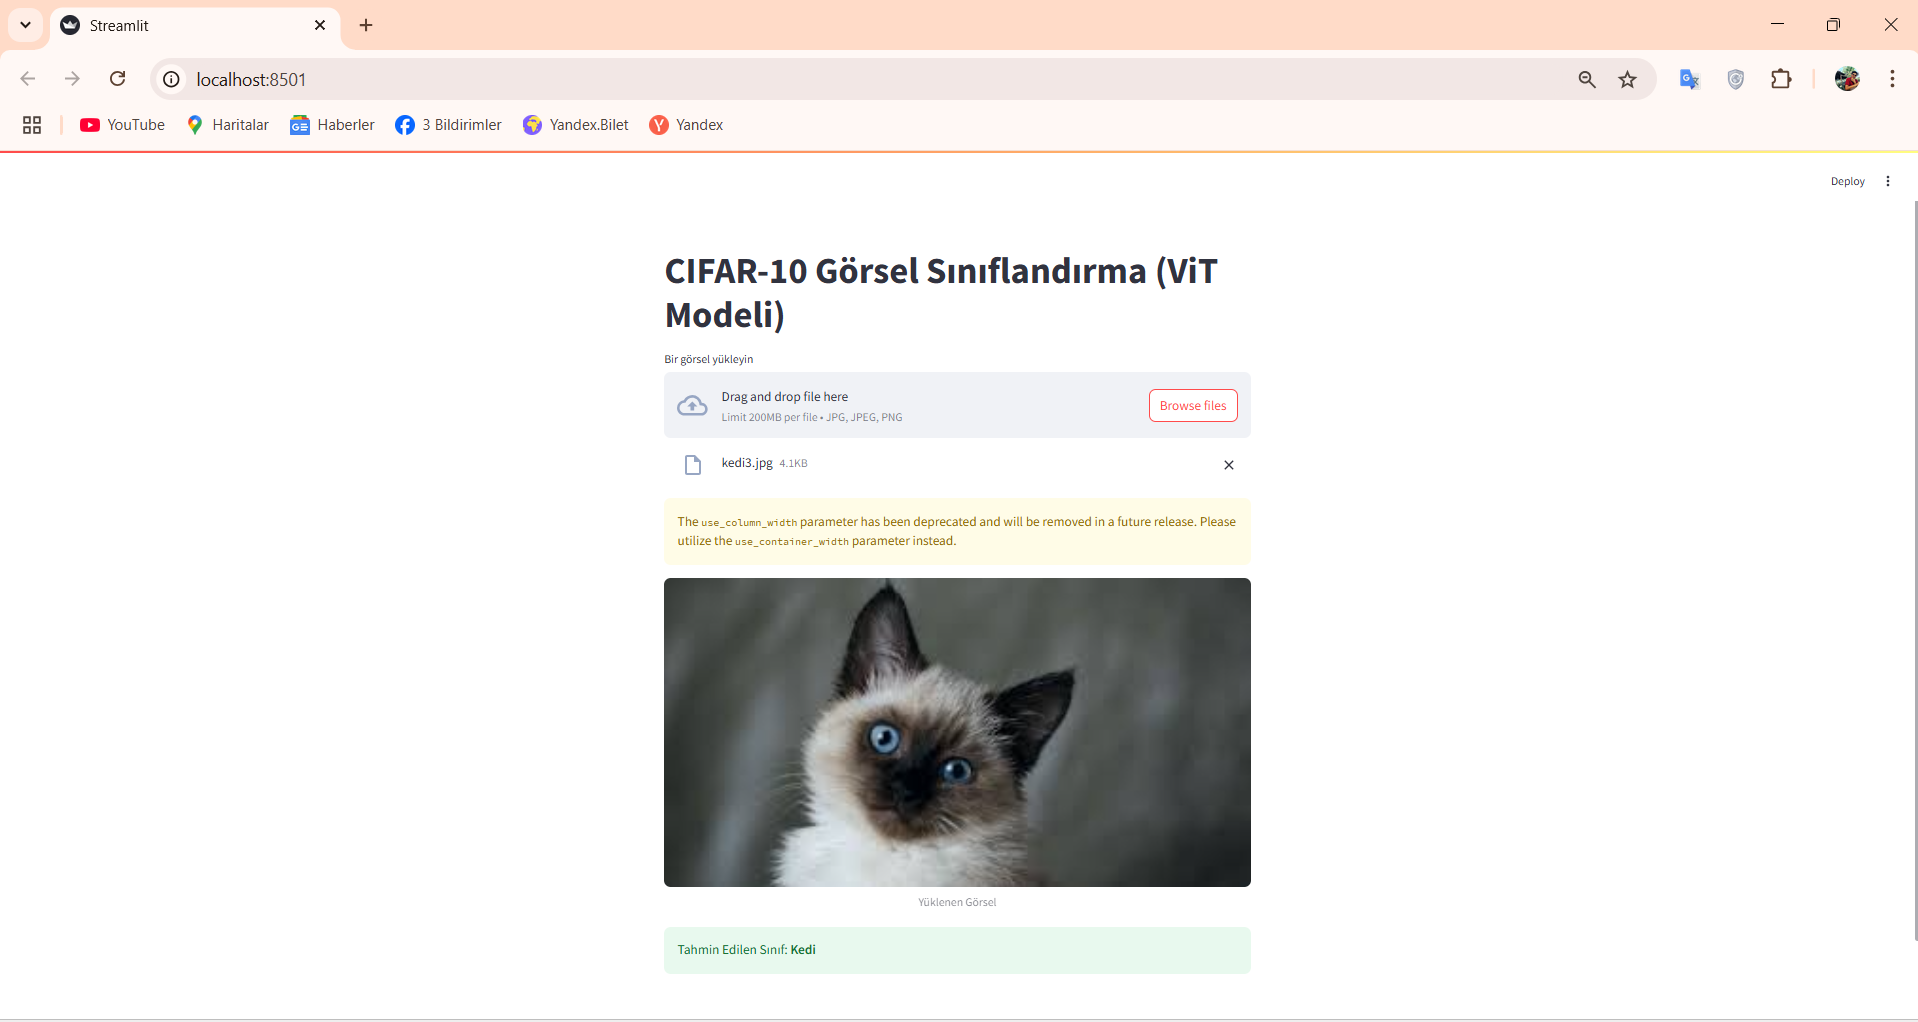 Streamlit
localhost:8501
YouTube Haritalar Haberler 3 Bildirimler Yandex.Bilet Yandex
Deploy
CIFAR-10 Görsel Sınıflandırma (ViT
Modeli)
Bir görsel yükleyin
Drag and drop file here
Limit 200MB per file • JPG, JPEG, PNG
Browse files
kedi3.jpg 4.1KB
The use_column_width parameter has been deprecated and will be removed in a future release. Please
utilize the use_container_width parameter instead.
Yüklenen Görsel
Tahmin Edilen Sınıf: Kedi